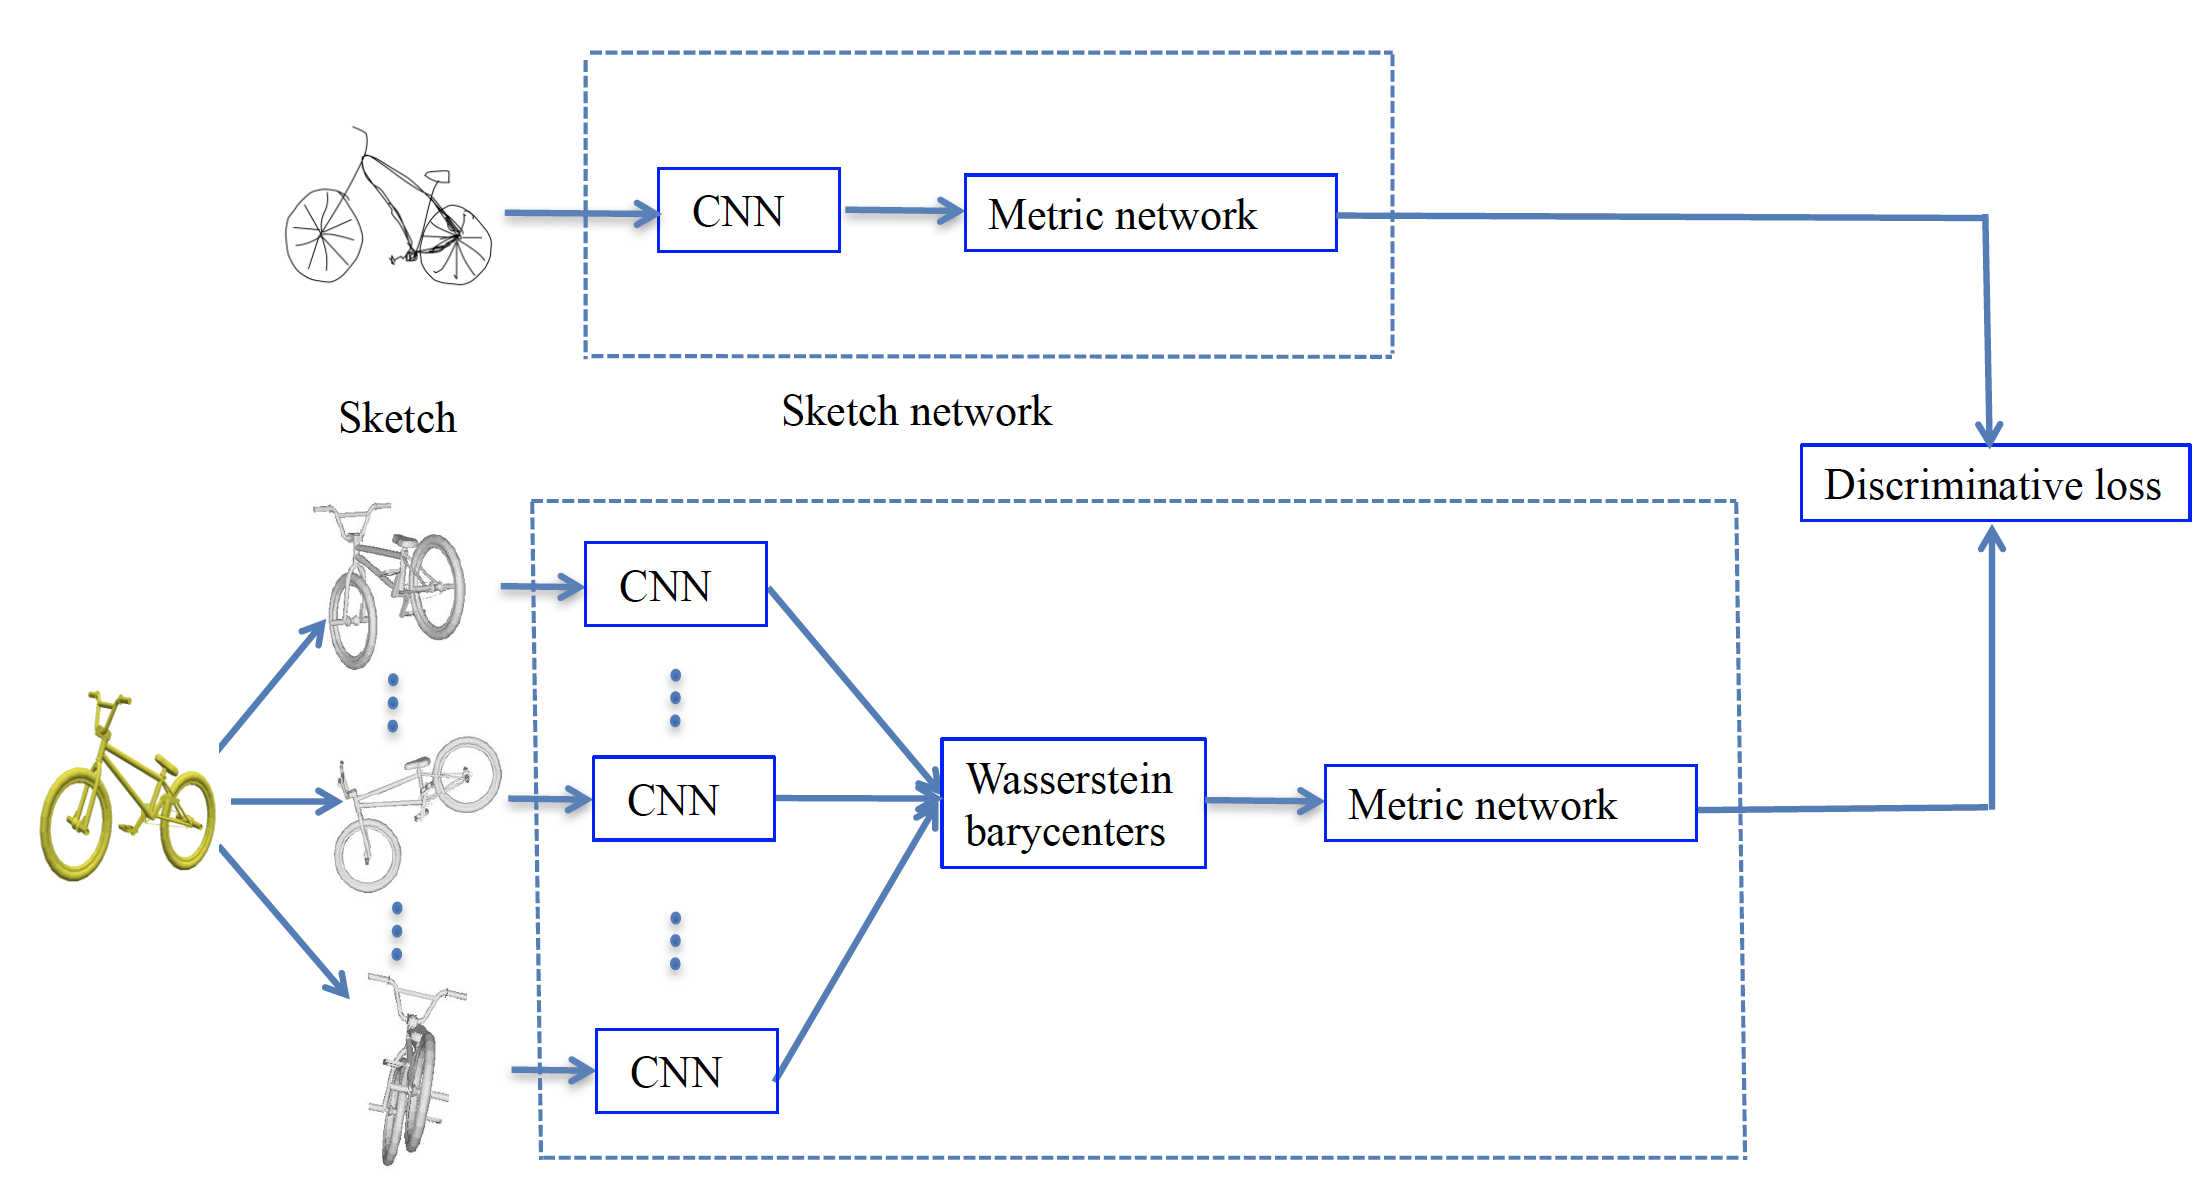 CNN
Metric network
Sketch
Sketch network
Discriminative loss
CNN
CNN
Wasserstein
barycenters
Metric network
CNN